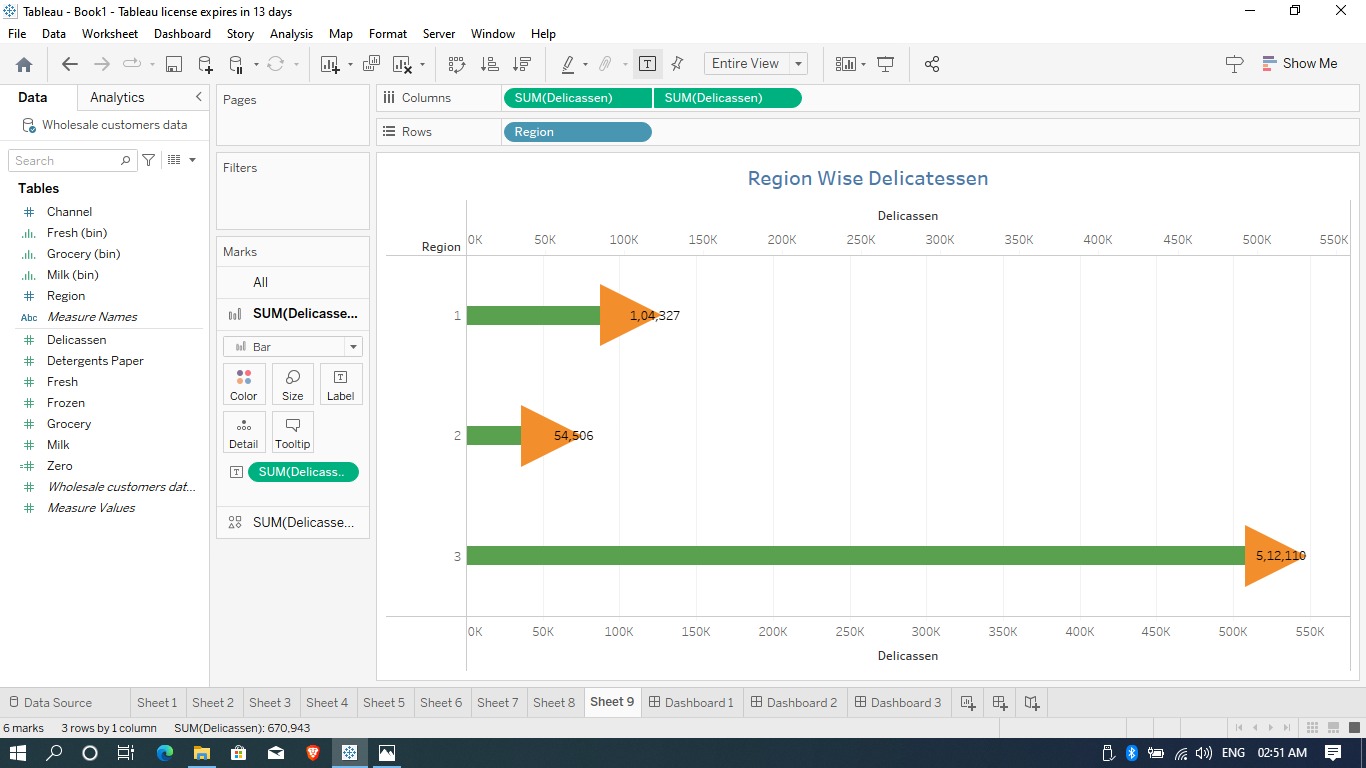 Tableau - Book1 - Tableau license expires in 13 days
File Data Worksheet Dashboard Story Analysis Map Format Server Window Help
Entire View
Show Me
Data Analytics
Wholesale customers data
Search
Tables
Channel
Fresh (bin)
Grocery (bin)
Milk (bin)
Region
Abc Measure Names
Delicassen
Detergents Paper
Fresh
Frozen
Grocery
Milk
Zero
Wholesale customers dat...
Measure Values
Pages
Filters
Marks
All
SUM(Delicasse...
Bar
Color Size Label
Detail Tooltip
SUM(Delicass..
SUM(Delicasse...
Columns SUM(Delicassen) SUM(Delicassen)
Rows Region
Region Wise Delicatessen
Delicassen
Region 0K 50K 100K 150K 200K 250K 300K 350K 400K 450K 500K 550K
1 1,04,327
2 54,506
3 5,12,110
0K 50K 100K 150K 200K 250K 300K 350K 400K 450K 500K 550K
Delicassen
Data Source Sheet 1 Sheet 2 Sheet 3 Sheet 4 Sheet 5 Sheet 6 Sheet 7 Sheet 8 Sheet 9 Dashboard 1 Dashboard 2 Dashboard 3
6 marks 3 rows by 1 column SUM(Delicassen): 670,943
ENG 02:51 AM